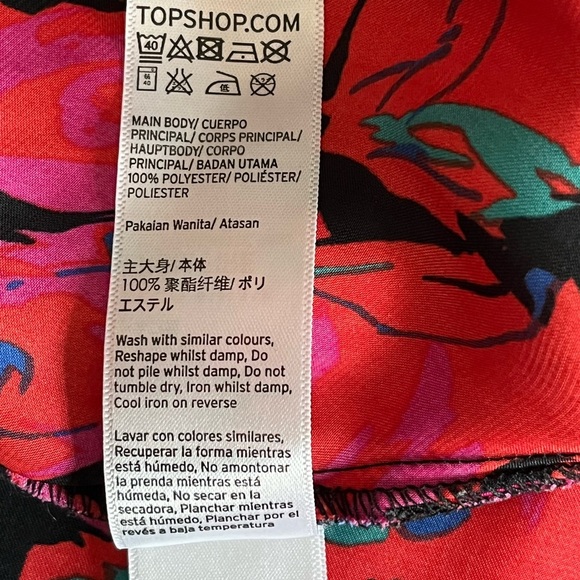 TOPSHOP.COM
40
40
低
MAIN BODY/ CUERPO
PRINCIPAL/ CORPS PRINCIPAL/
HAUPTBODY/ CORPO
PRINCIPAL/ BADAN UTAMA
100% POLYESTER/ POLIÉSTER/
POLIESTER
Pakaian Wanita/ Atasan
主大身/本体
100% 聚酯纤维/ ポリ
エステル
Wash with similar colours,
Reshape whilst damp, Do
not pile whilst damp, Do not
tumble dry, Iron whilst damp,
Cool iron on reverse
Lavar con colores similares,
Recuperar la forma mientras
está húmedo, No amontonar
la prenda mientras está
húmeda, No secar en la
secadora, Planchar mientras
está húmedo, Planchar por el
revés a baja temperatura